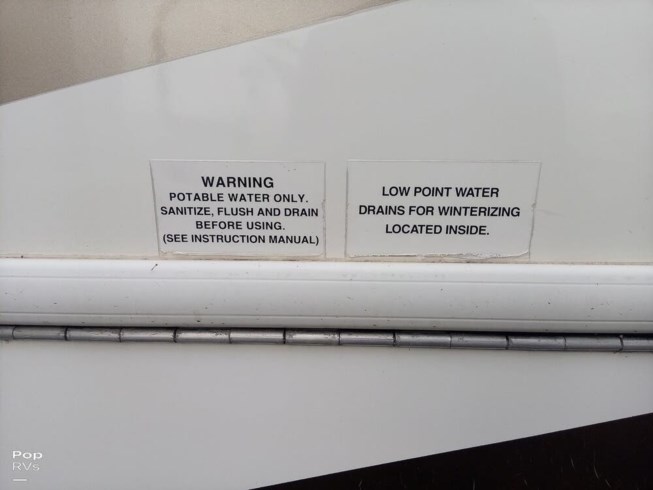 WARNING
POTABLE WATER ONLY.
SANITIZE, FLUSH AND DRAIN
BEFORE USING.
(SEE INSTRUCTION MANUAL)
LOW POINT WATER
DRAINS FOR WINTERIZING
LOCATED INSIDE.
Pop
RVs